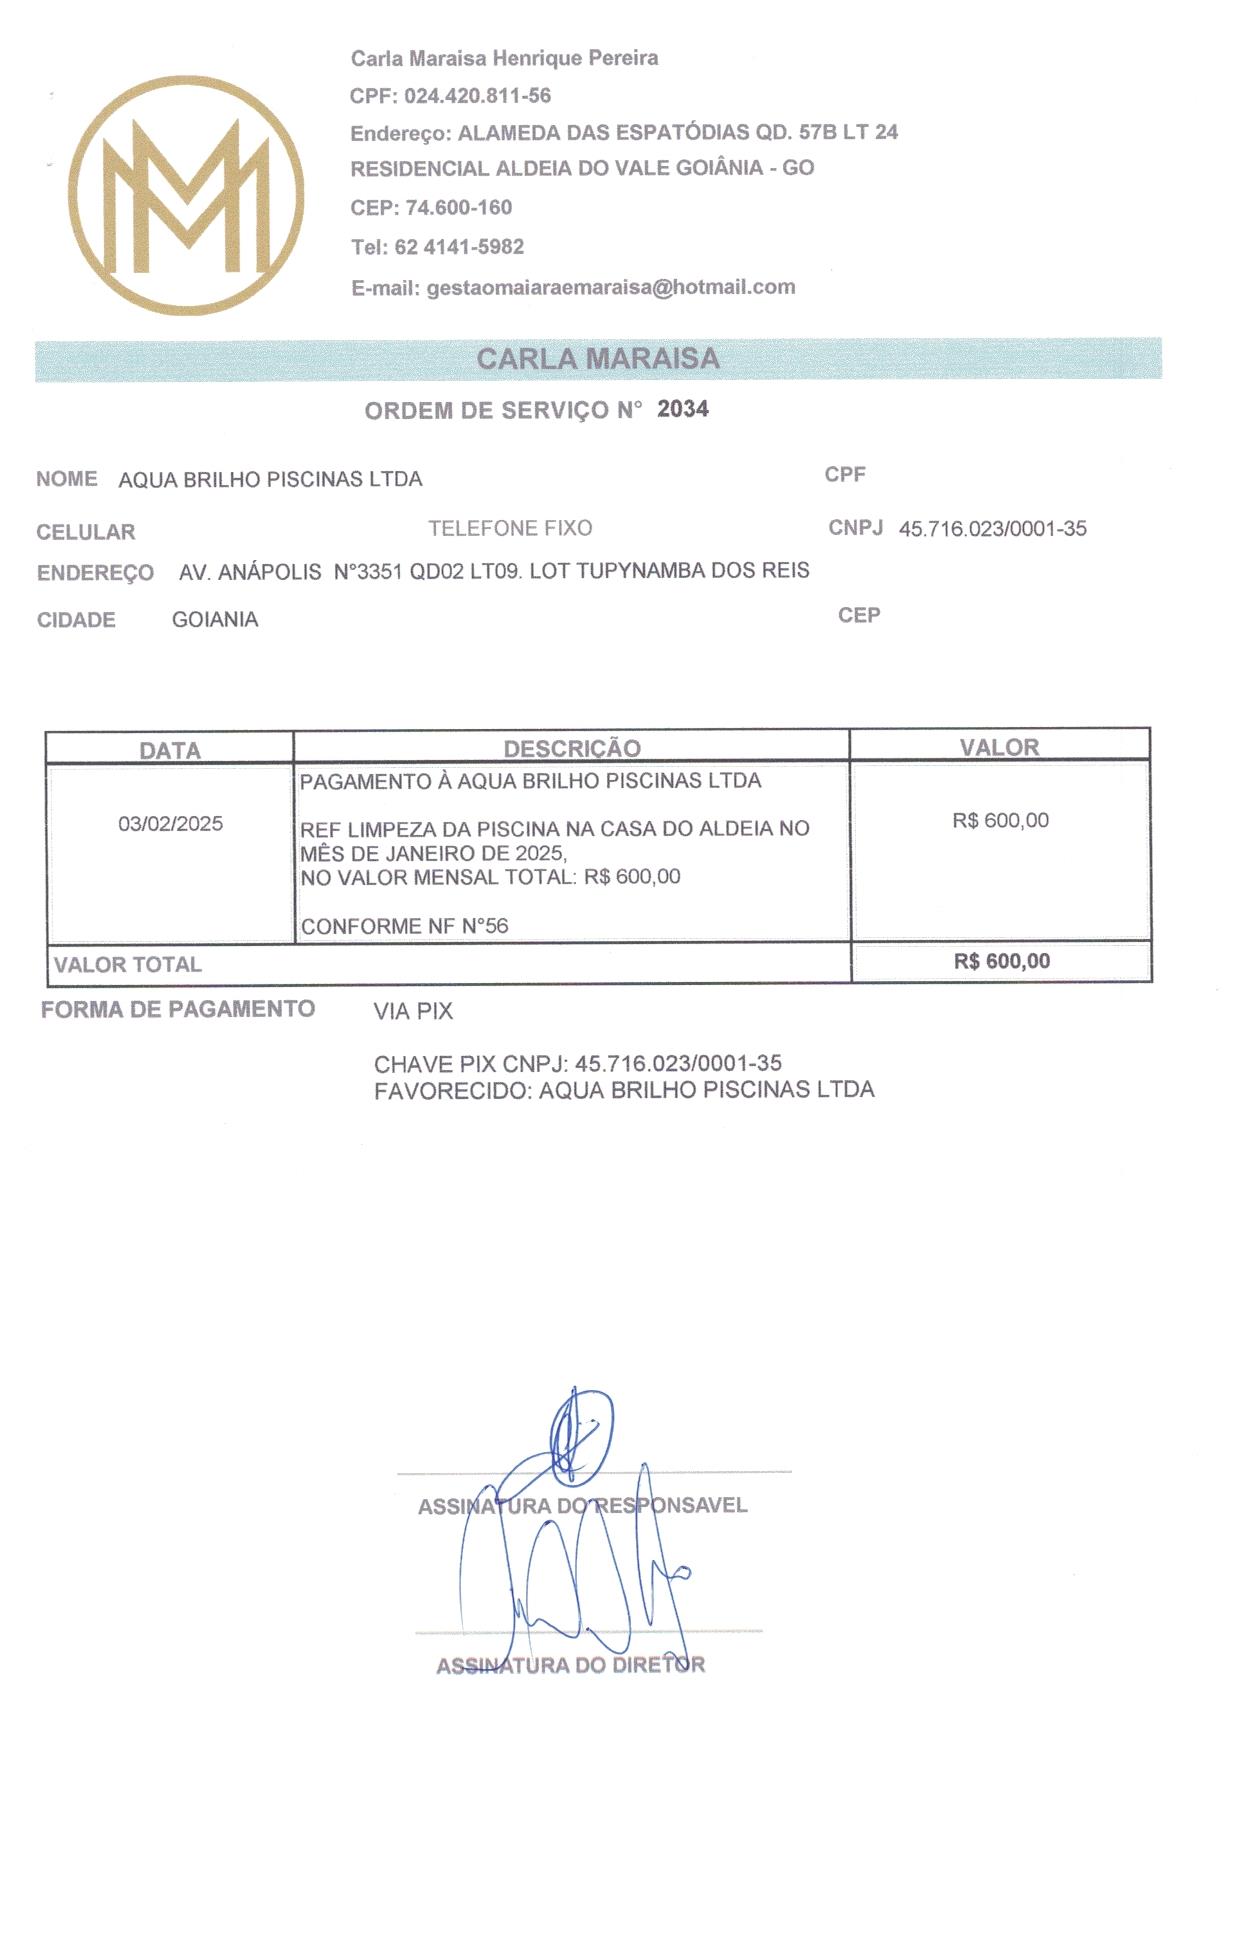 Carla Maraisa Henrique Pereira
CPF: 024.420.811-56
Endereço: ALAMEDA DAS ESPATÓDIAS QD. 57B LT 24
RESIDENCIAL ALDEIA DO VALE GOIÂNIA - GO
CEP: 74.600-160
Tel: 62 4141-5982
E-mail: gestaomaiaraemaraisa@hotmail.com
MM
CARLA MARAISA
ORDEM DE SERVIÇO N° 2034
NOME AQUA BRILHO PISCINAS LTDA CPF
CELULAR TELEFONE FIXO CNPJ 45.716.023/0001-35
ENDEREÇO AV. ANÁPOLIS N°3351 QD02 LT09. LOT TUPYNAMBA DOS REIS
CIDADE GOIANIA CEP
DATA DESCRIÇÃO VALOR
PAGAMENTO À AQUA BRILHO PISCINAS LTDA
03/02/2025 REF LIMPEZA DA PISCINA NA CASA DO ALDEIA NO R$ 600,00
MÊS DE JANEIRO DE 2025,
NO VALOR MENSAL TOTAL: R$ 600,00
CONFORME NF N°56
VALOR TOTAL R$ 600,00
FORMA DE PAGAMENTO VIA PIX
CHAVE PIX CNPJ: 45.716.023/0001-35
FAVORECIDO: AQUA BRILHO PISCINAS LTDA
ASSINATURA DO RESPONSAVEL
ASSINATURA DO DIRETOR